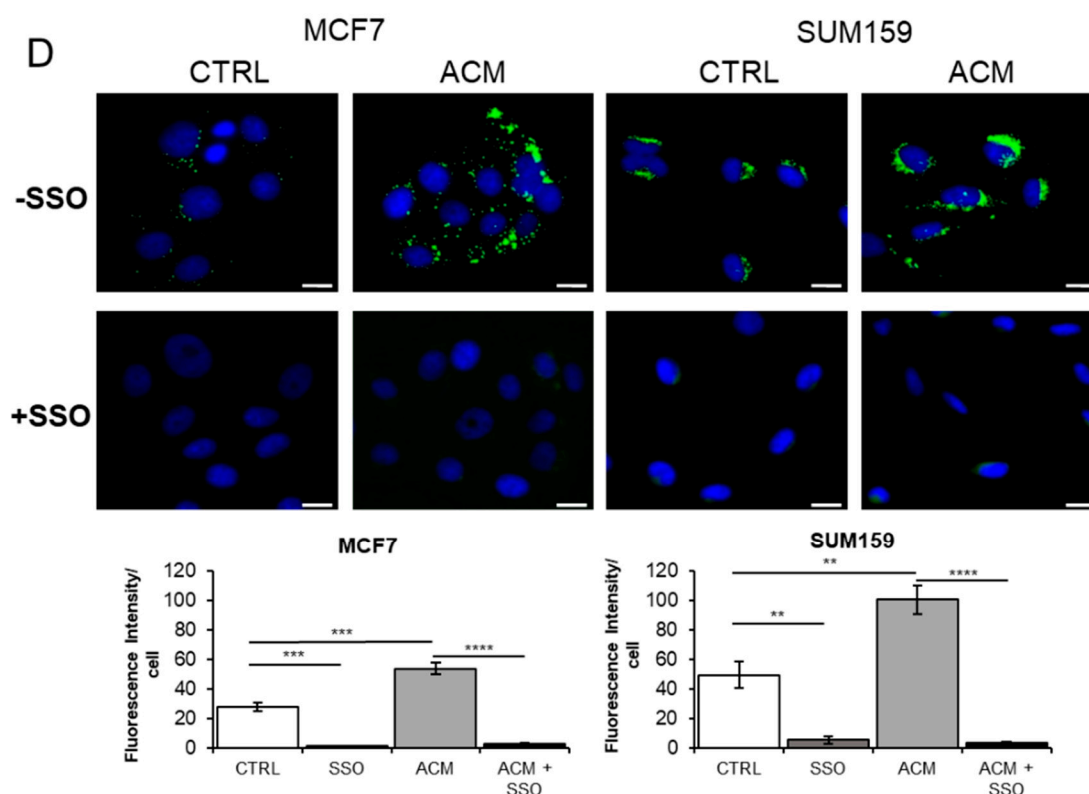 D
MCF7 SUM159
CTRL ACM CTRL ACM
-SSO
+SSO
MCF7
Fluorescence Intensity/
cell
120
100
80
60
40
20
0
***
***
****
CTRL SSO ACM ACM +
SSO
SUM159
Fluorescence Intensity/
cell
120
100
80
60
40
20
0
**
**
****
CTRL SSO ACM ACM +
SSO